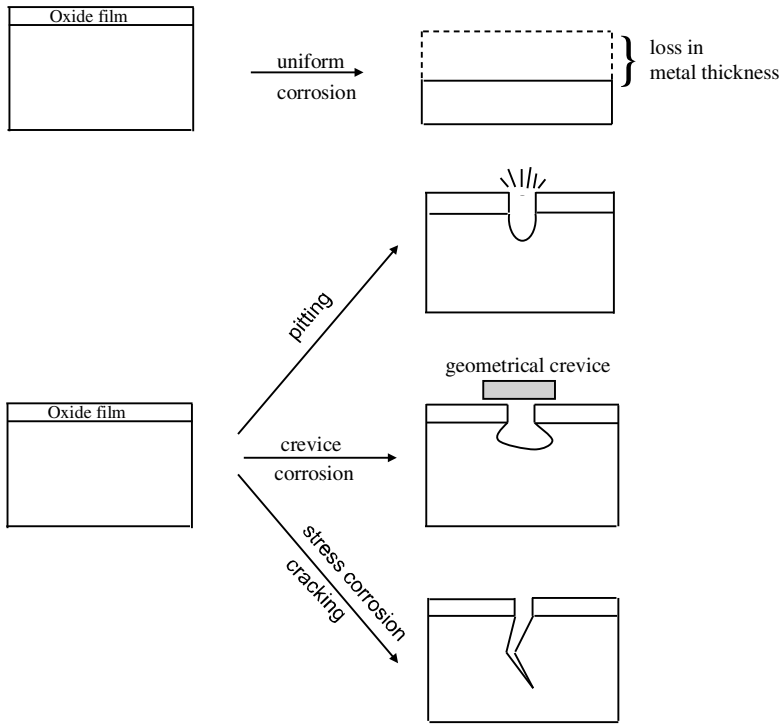 Oxide film
uniform
corrosion
loss in
metal thickness
pitting
geometrical crevice
Oxide film
crevice
corrosion
stress corrosion
cracking